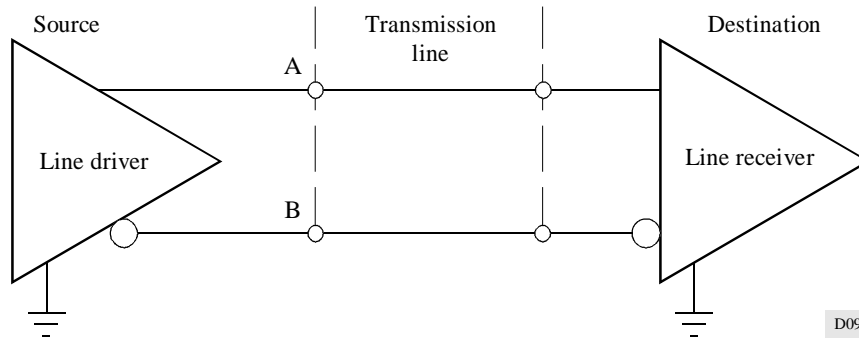 Source
Transmission
line
Destination
A
Line driver
Line receiver
B
D09